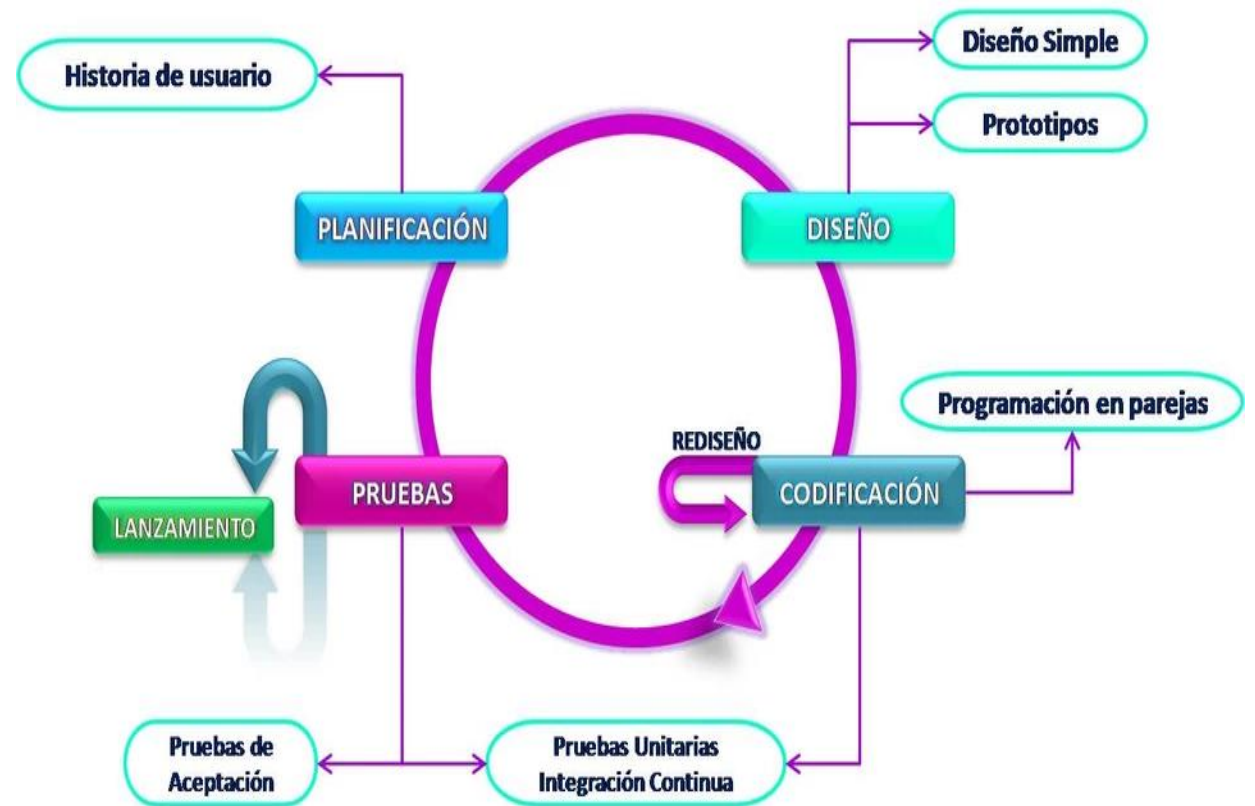 Historia de usuario
Diseño Simple
Prototipos
PLANIFICACIÓN
DISEÑO
Programación en parejas
REDISEÑO
PRUEBAS
CODIFICACIÓN
LANZAMIENTO
Pruebas de
Aceptación
Pruebas Unitarias
Integración Continua